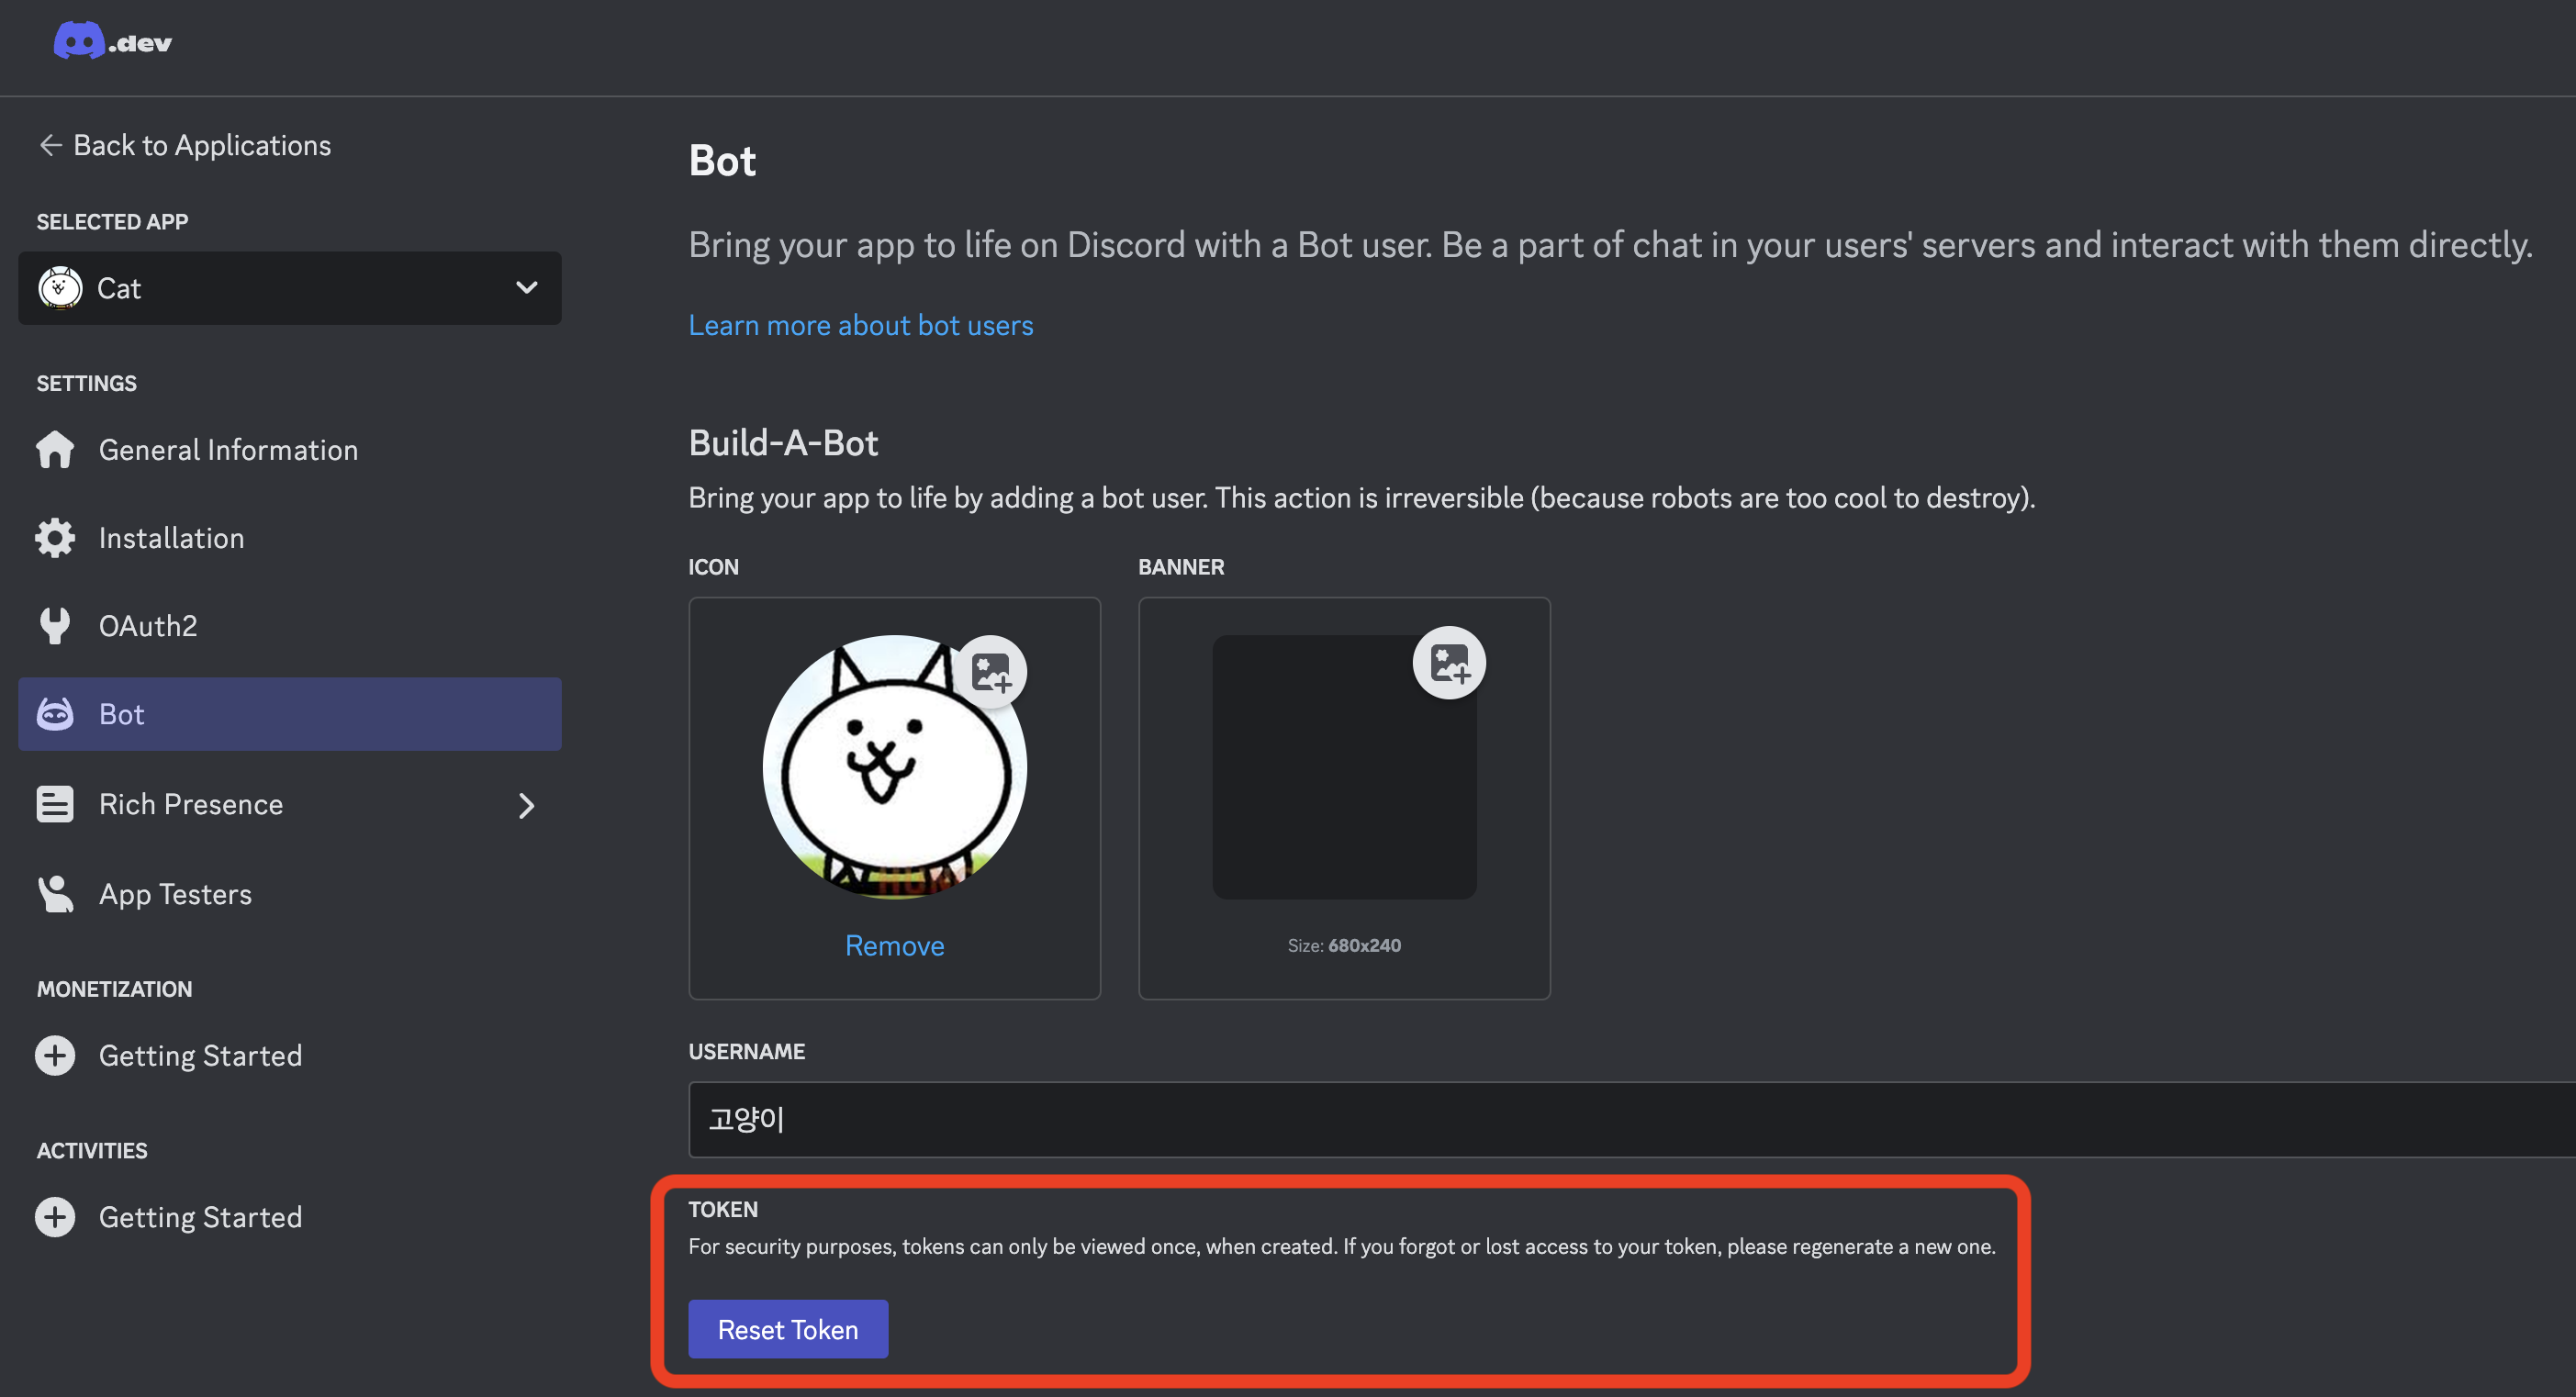 .dev
Back to Applications
SELECTED APP
Cat
SETTINGS
General Information
Installation
OAuth2
Bot
Rich Presence
App Testers
MONETIZATION
Getting Started
ACTIVITIES
Getting Started
Bot
Bring your app to life on Discord with a Bot user. Be a part of chat in your users' servers and interact with them directly.
Learn more about bot users
Build-A-Bot
Bring your app to life by adding a bot user. This action is irreversible (because robots are too cool to destroy).
ICON
BANNER
Remove
Size: 680x240
USERNAME
고양이
TOKEN
For security purposes, tokens can only be viewed once, when created. If you forgot or lost access to your token, please regenerate a new one.
Reset Token